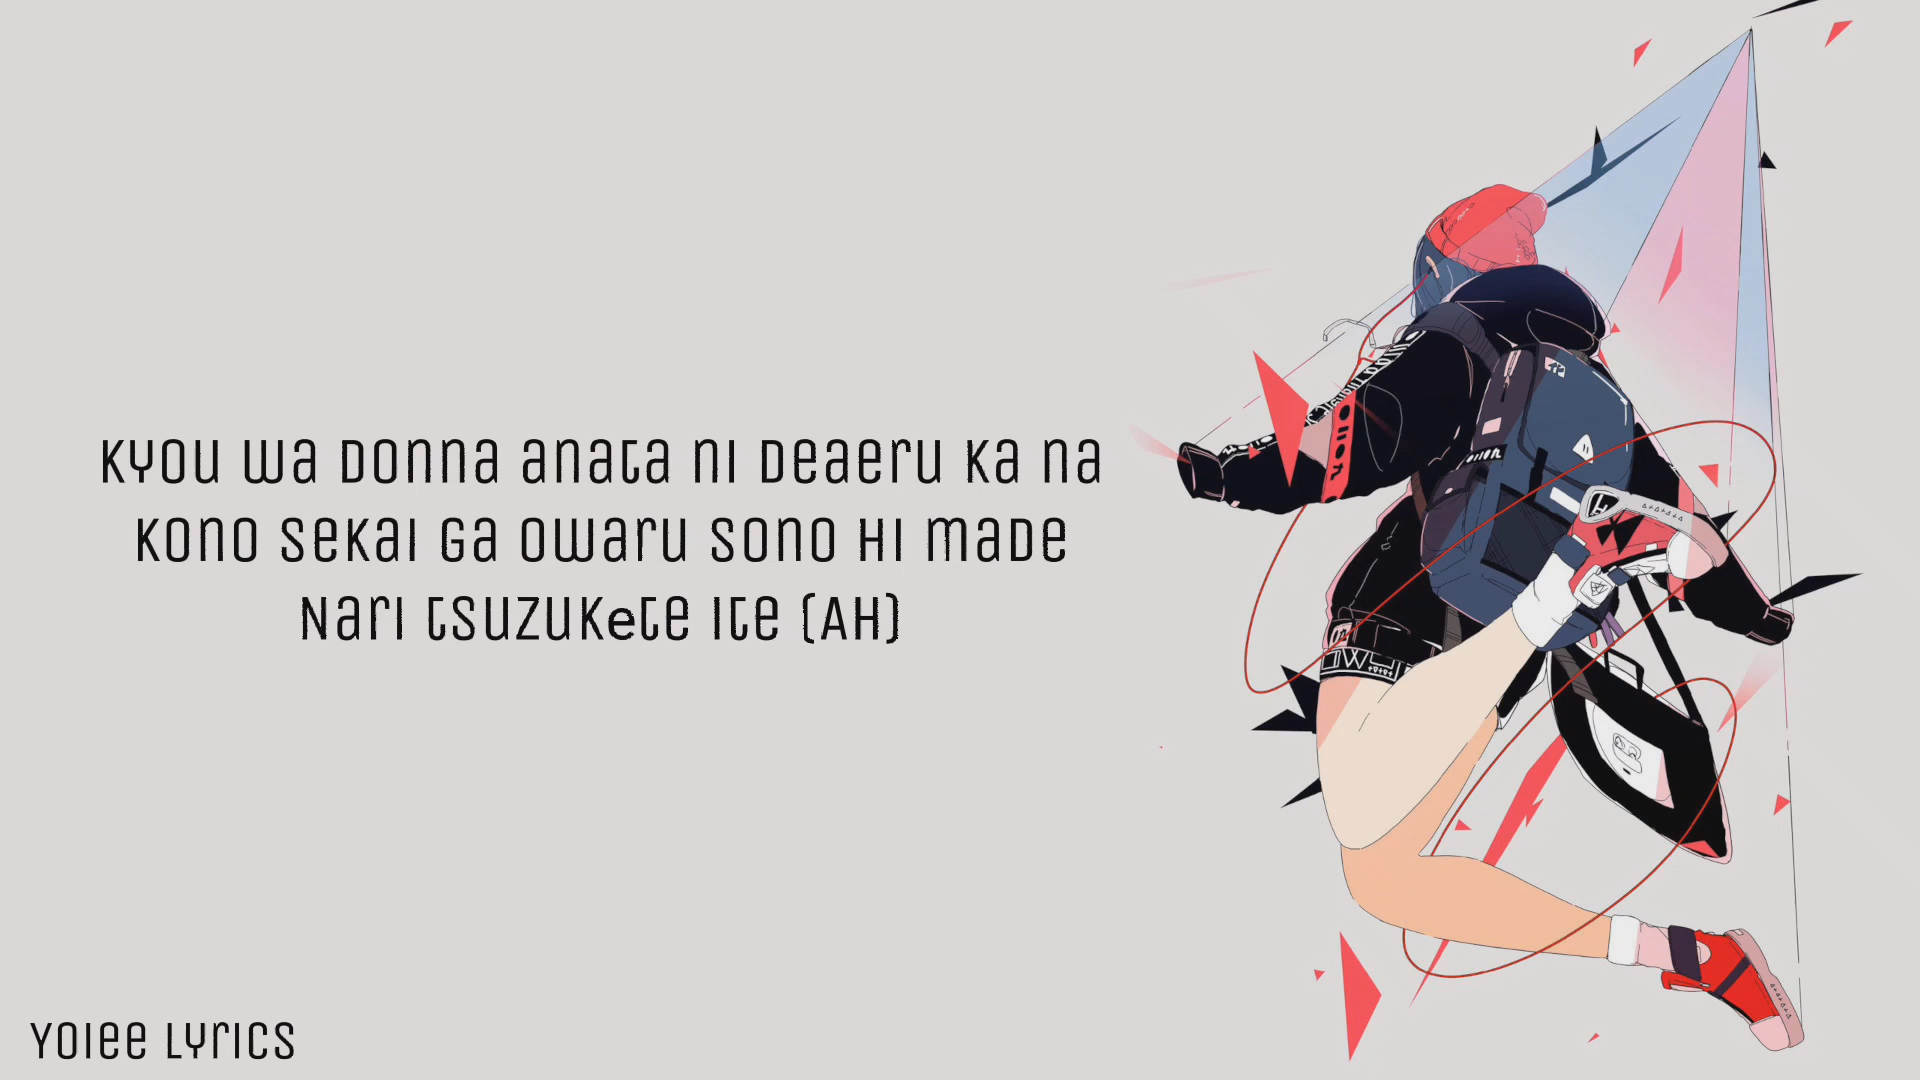 Kyou wa donna anata ni deaeru ka na
Kono sekai ga owaru sono hi made
Nari tsuzukete ite (AH)
Yoiee Lyrics